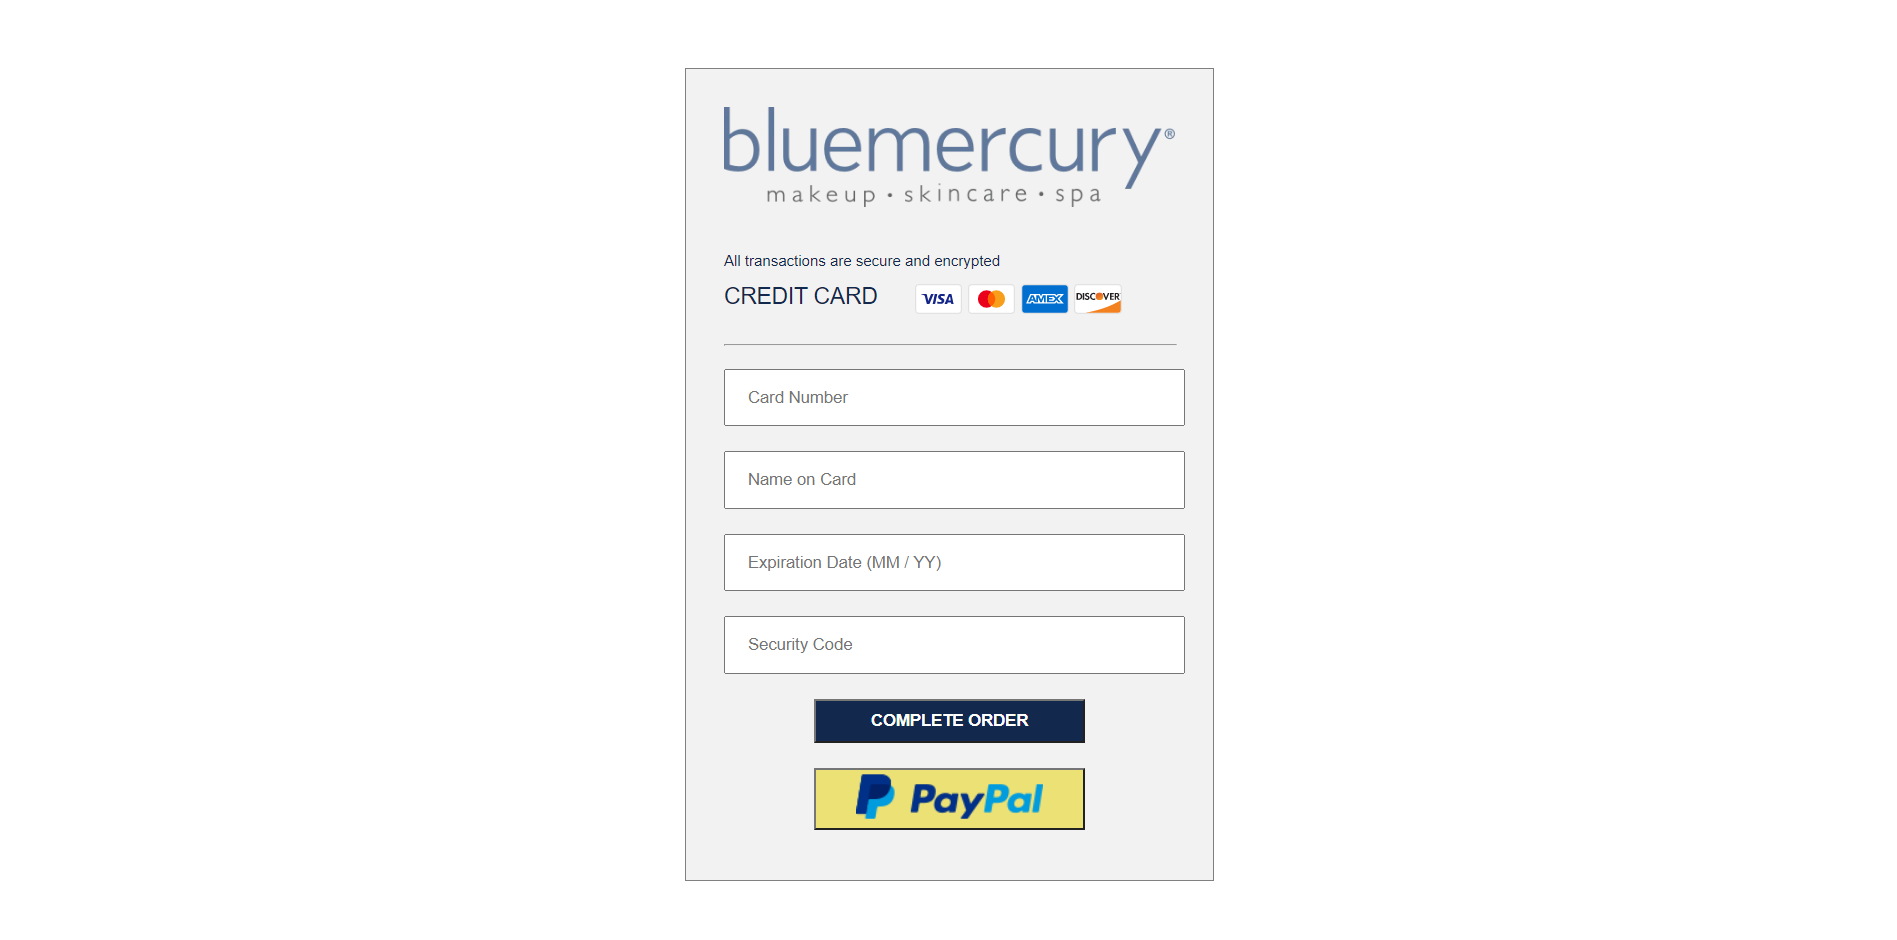 bluemercury®
makeup • skincare • spa
All transactions are secure and encrypted
CREDIT CARD VISA AMEX DISCOVER
Card Number
Name on Card
Expiration Date (MM / YY)
Security Code
COMPLETE ORDER
PayPal